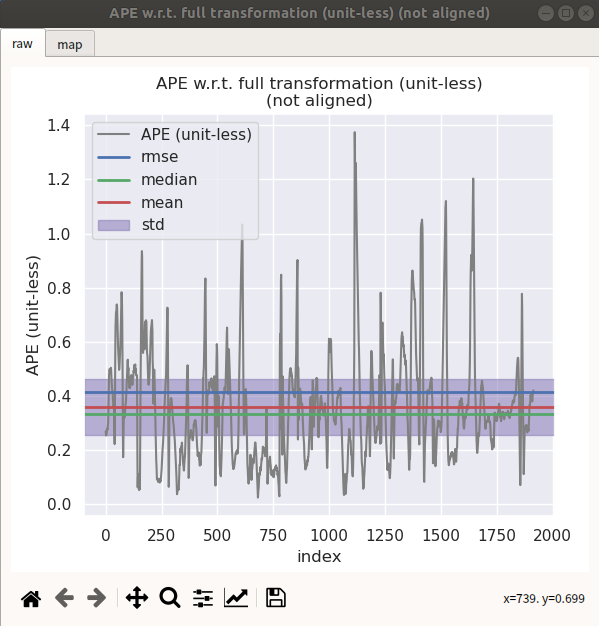 APE w.r.t. full transformation (unit-less) (not aligned)
raw
map
APE w.r.t. full transformation (unit-less)
(not aligned)
APE (unit-less)
rmse
median
mean
std
1.4
1.2
1.0
0.8
0.6
0.4
0.2
0.0
APE (unit-less)
0
250
500
750
1000
1250
1500
1750
2000
index
x=739. y=0.699